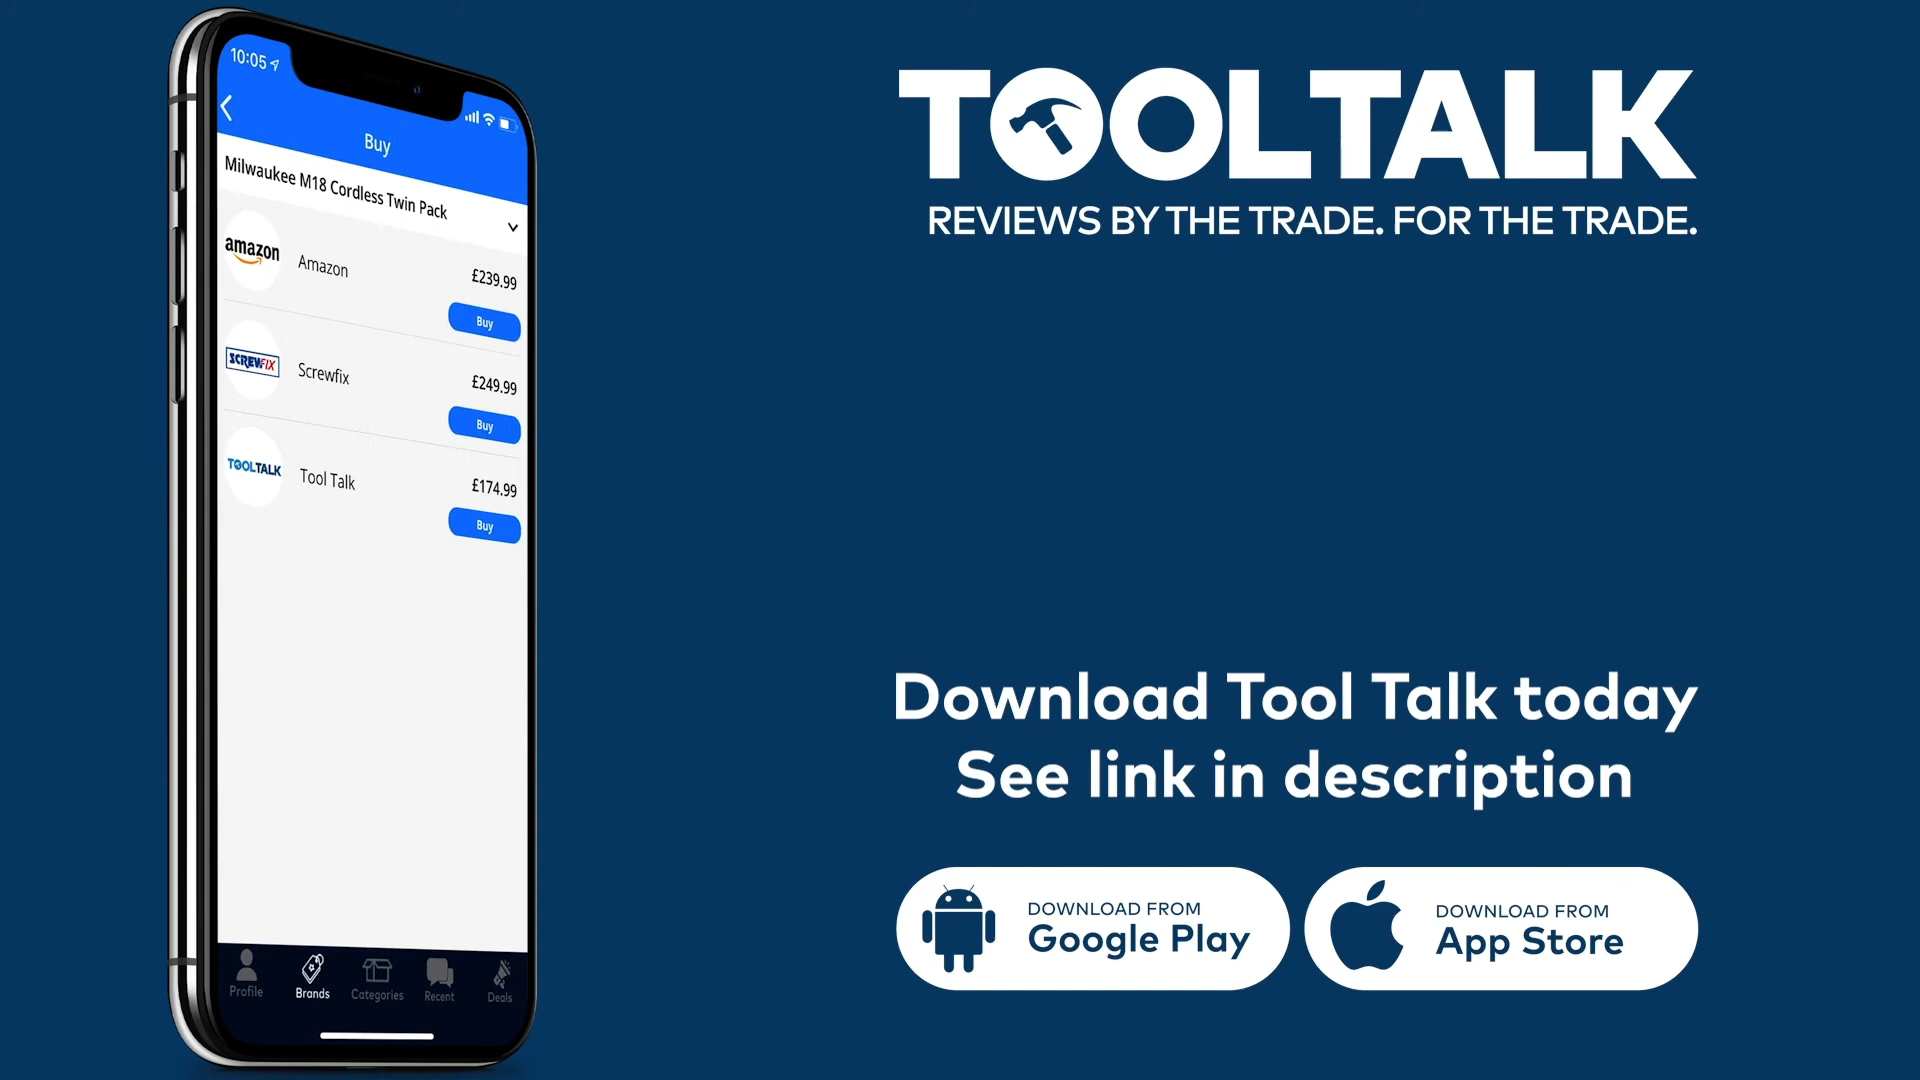 10:05
Buy
Milwaukee M18 Cordless Twin Pack
amazon
Amazon
£239.99
Buy
SCREWFIX
Screwfix
£249.99
Buy
TOOLTALK
Tool Talk
£174.99
Buy
Profile
Brands
Categories
Recent
Deals
TOOLTALK
REVIEWS BY THE TRADE. FOR THE TRADE.
Download Tool Talk today
See link in description
DOWNLOAD FROM
Google Play
DOWNLOAD FROM
App Store